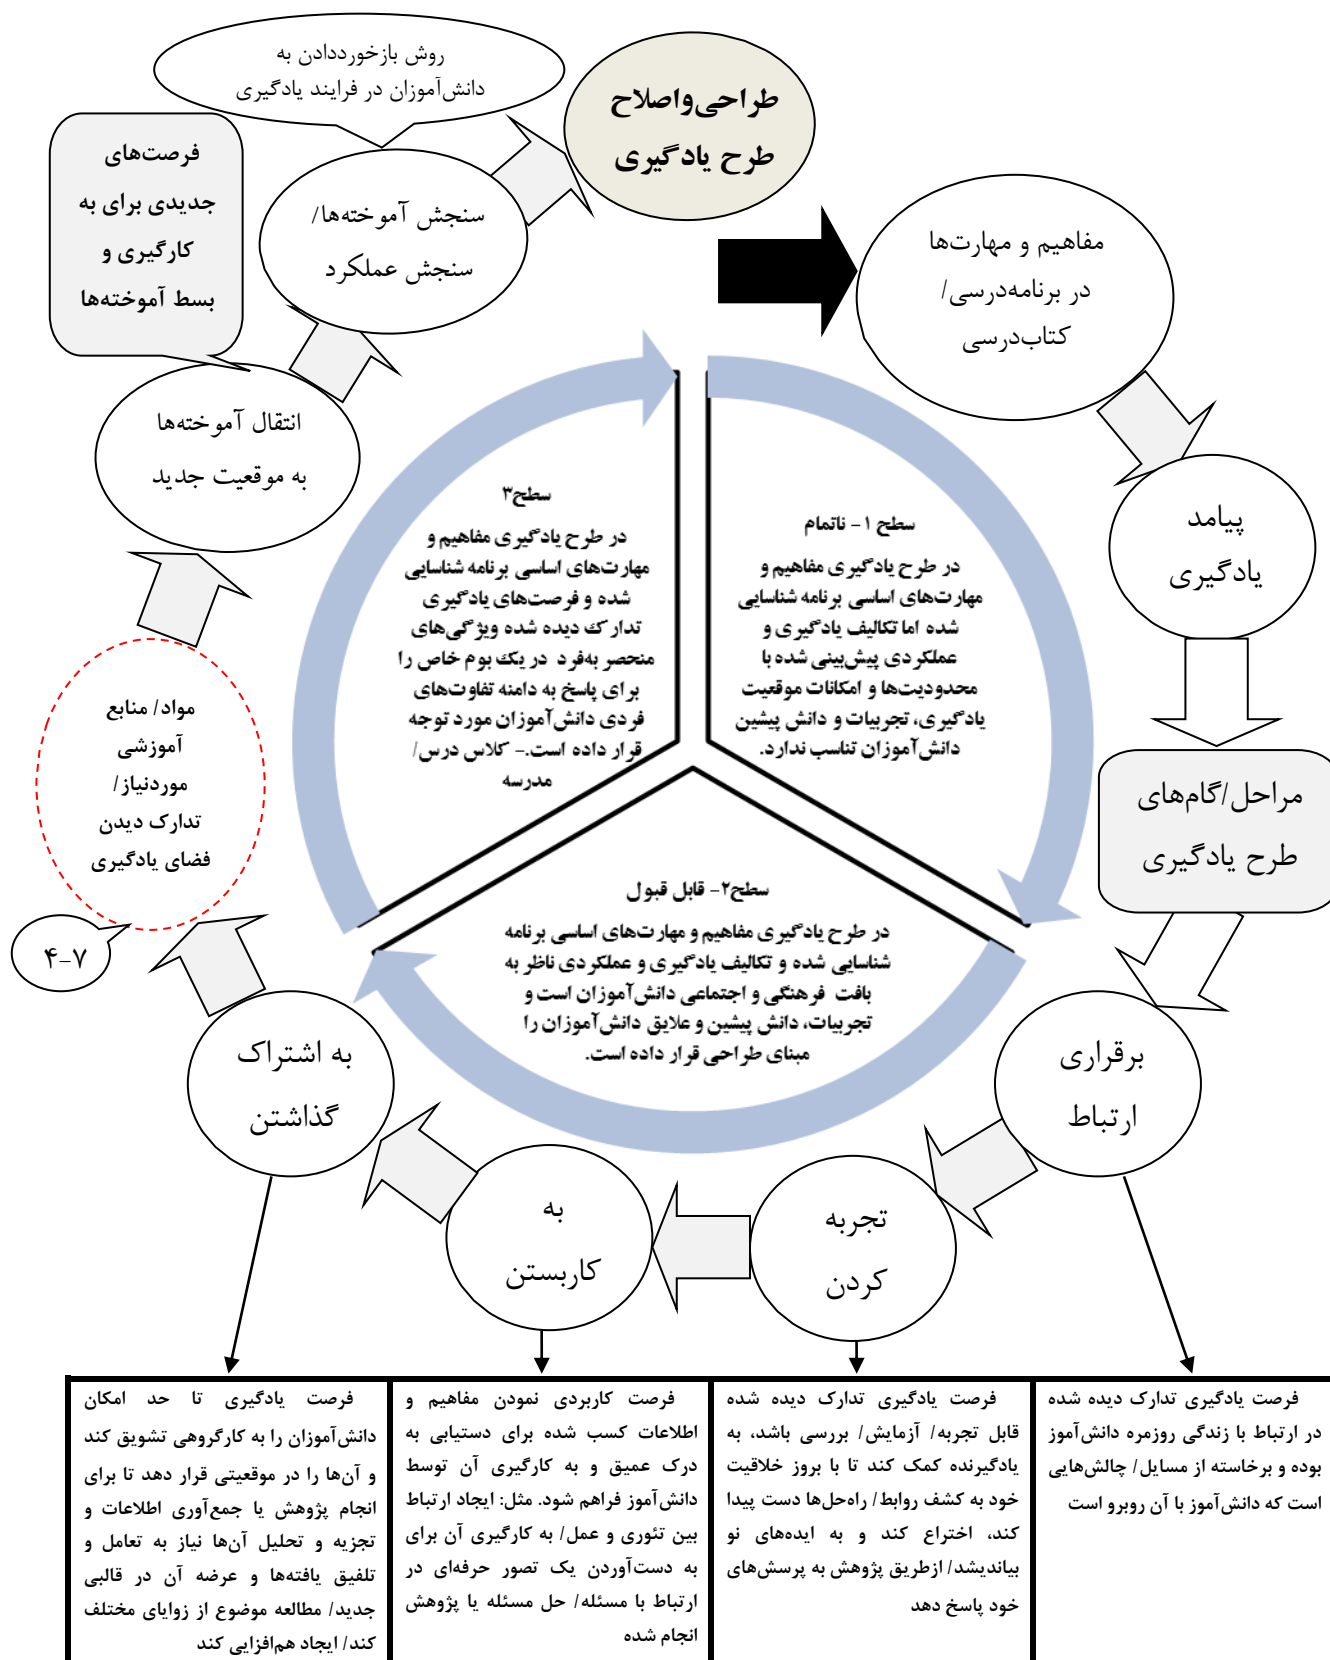 روش بازخورددادن به
دانش‌آموزان در فرایند یادگیری
طراحی‌واصلاح
طرح یادگیری
مفاهیم و مهارت‌ها
در برنامه‌درسی/
کتاب‌درسی
پیامد
یادگیری
مراحل/گام‌های
طرح یادگیری
برقراری
ارتباط
تجربه
کردن
به
کاربستن
به اشتراک
گذاشتن
۴-۷
مواد/ منابع
آموزشی
موردنیاز/
تدارک دیدن
فضای یادگیری
انتقال آموخته‌ها
به موقعیت جدید
فرصت‌های
جدیدی برای به
کارگیری و
بسط آموخته‌ها
سنجش آموخته‌ها/
سنجش عملکرد
سطح ۱ - ناتمام
در طرح یادگیری مفاهیم و
مهارت‌های اساسی برنامه شناسایی
شده اما تکالیف یادگیری و
عملکردی پیش‌بینی شده با
محدودیت‌ها و امکانات موقعیت
یادگیری، تجربیات و دانش پیشین
دانش‌آموزان تناسب ندارد.
سطح۲- قابل قبول
در طرح یادگیری مفاهیم و مهارت‌های اساسی برنامه
شناسایی شده و تکالیف یادگیری و عملکردی ناظر به
بافت فرهنگی و اجتماعی دانش‌آموزان است و
تجربیات، دانش پیشین و علایق دانش‌آموزان را
مبنای طراحی قرار داده است.
سطح۳
در طرح یادگیری مفاهیم و
مهارت‌های اساسی برنامه شناسایی
شده و فرصت‌های یادگیری
تدارک دیده شده ویژگی‌های
منحصر به‌فرد در یک بوم خاص را
برای پاسخ به دامنه تفاوت‌های
فردی دانش‌آموزان مورد توجه
قرار داده است.- کلاس درس/
مدرسه
فرصت یادگیری تدارک دیده شده
در ارتباط با زندگی روزمره دانش‌آموز
بوده و برخاسته از مسایل/ چالش‌هایی
است که دانش‌آموز با آن روبرو است
فرصت یادگیری تدارک دیده شده
قابل تجربه/ آزمایش/ بررسی باشد، به
یادگیرنده کمک کند تا با بروز خلاقیت
خود به کشف روابط/ راه‌حل‌ها دست پیدا
کند، اختراع کند و به ایده‌های نو
بیاندیشد/ ازطریق پژوهش به پرسش‌های
خود پاسخ دهد
فرصت کاربردی نمودن مفاهیم و
اطلاعات کسب شده برای دستیابی به
درک عمیق و به کارگیری آن توسط
دانش‌آموز فراهم شود. مثل: ایجاد ارتباط
بین تئوری و عمل/ به کارگیری آن برای
به دست‌آوردن یک تصور حرفه‌ای در
ارتباط با مسئله/ حل مسئله یا پژوهش
انجام شده
فرصت یادگیری تا حد امکان
دانش‌آموزان را به کارگروهی تشویق کند
و آن‌ها را در موقعیتی قرار دهد تا برای
انجام پژوهش یا جمع‌آوری اطلاعات و
تجزیه و تحلیل آن‌ها نیاز به تعامل و
تلفیق یافته‌ها و عرضه آن در قالبی
جدید/ مطالعه موضوع از زوایای مختلف
کند/ ایجاد هم‌افزایی کند